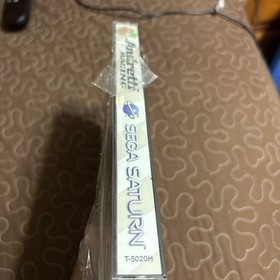 Andretti
RACING
SEGA SATURN
T-5020H